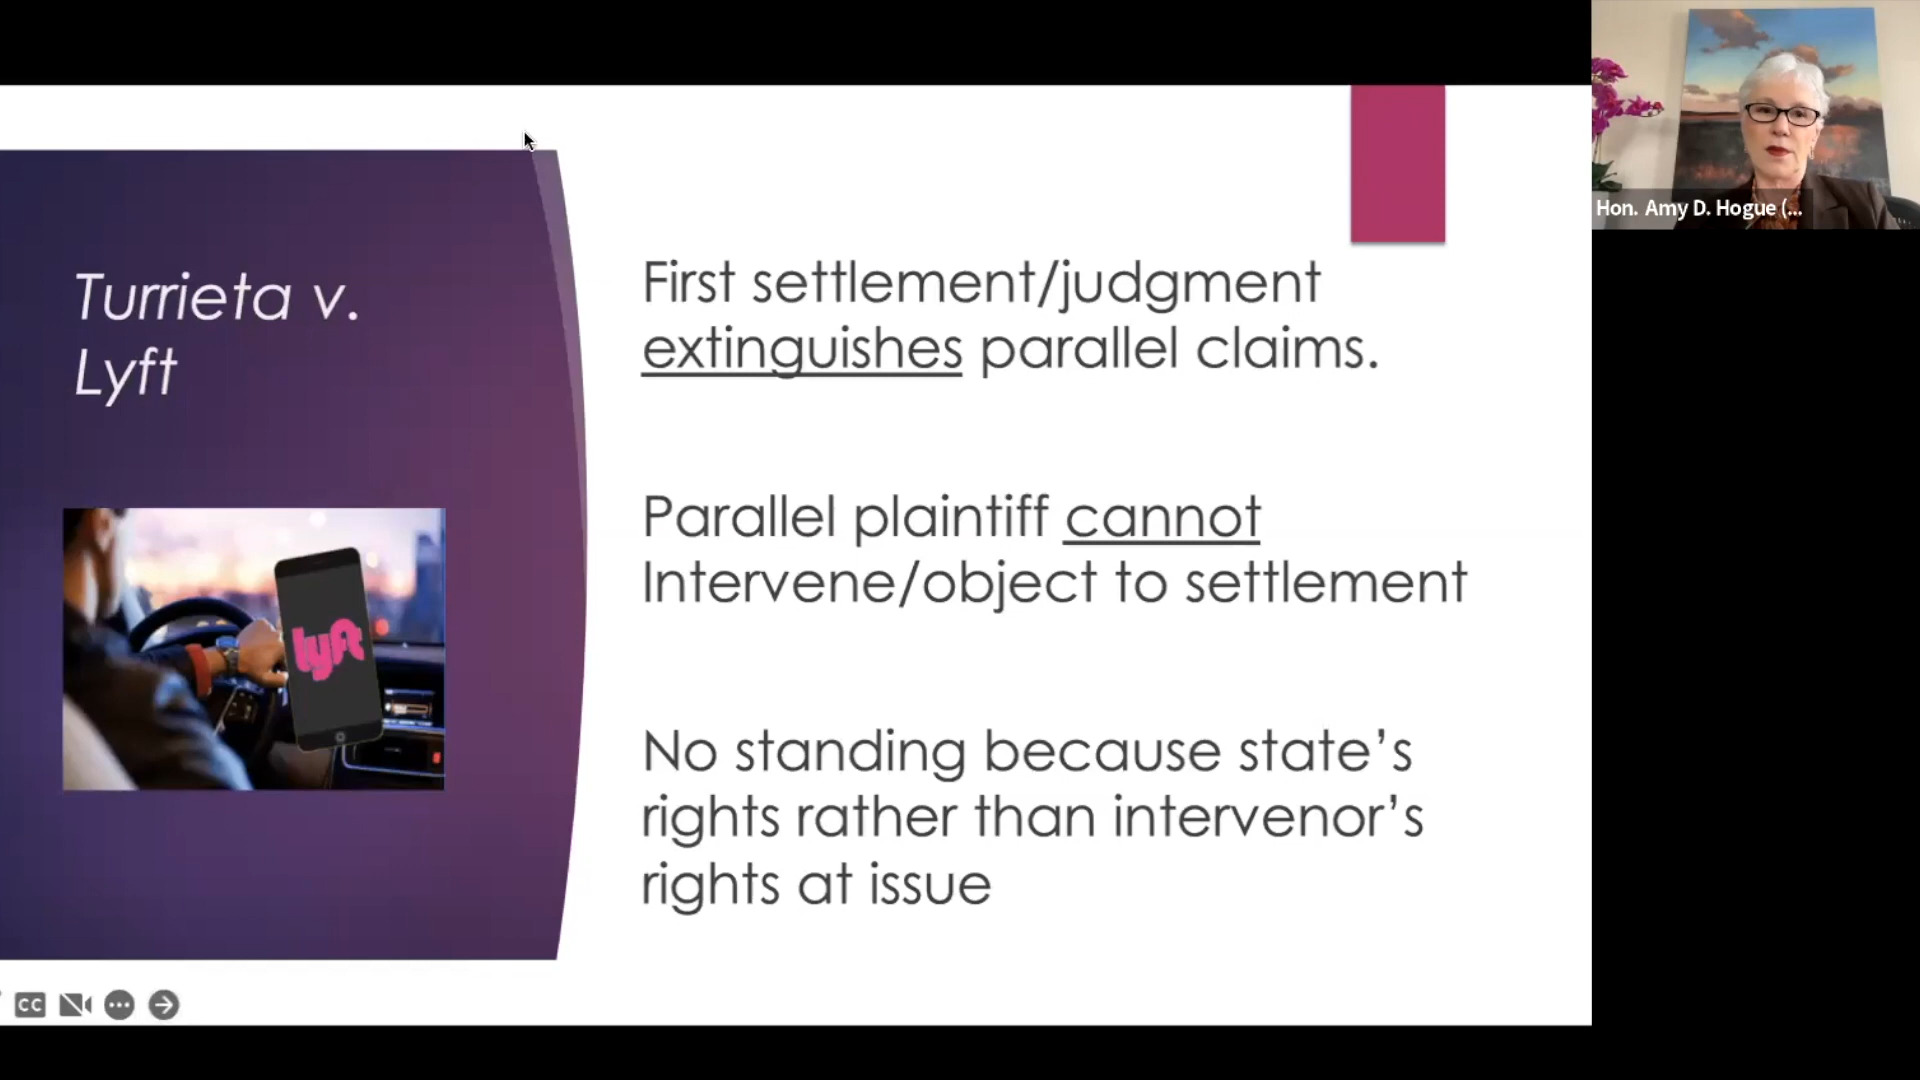 Turrieta v.
Lyft
lyft
First settlement/judgment
extinguishes parallel claims.
Parallel plaintiff cannot
Intervene/object to settlement
No standing because state’s
rights rather than intervenor’s
rights at issue
Hon. Amy D. Hogue (...
CC